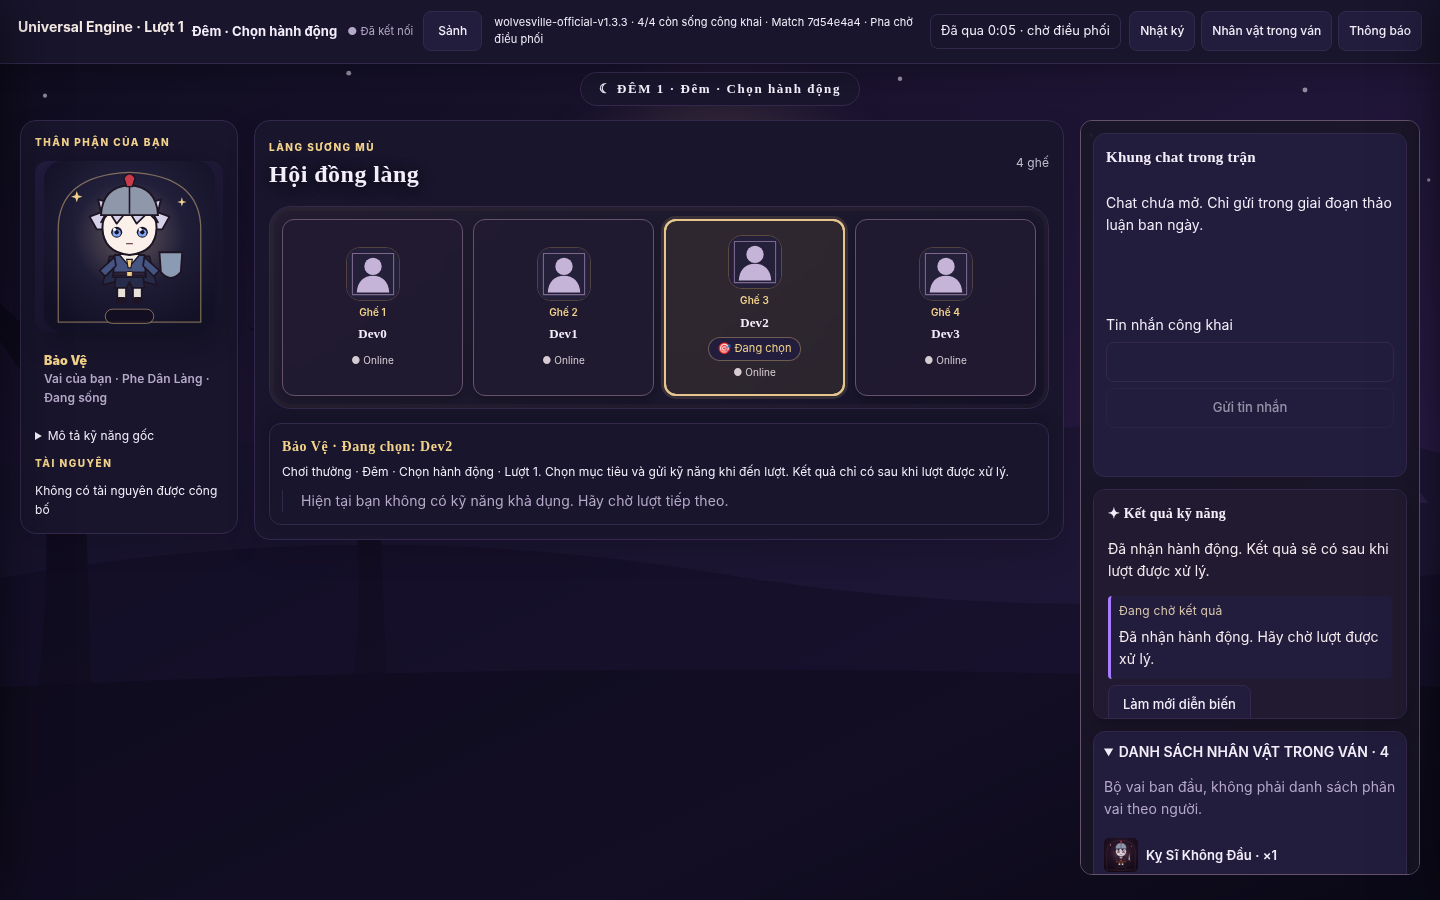 Universal Engine · Lượt 1
Đêm · Chọn hành động
Đã kết nối
Sảnh
wolvesville-official-v1.3.3 · 4/4 còn sống công khai · Match 7d54e4a4 · Pha chờ
điều phối
Đã qua 0:05 · chờ điều phối
Nhật ký
Nhân vật trong ván
Thông báo
☾ ĐÊM 1 · Đêm · Chọn hành động
THÂN PHẬN CỦA BẠN
Bảo Vệ
Vai của bạn · Phe Dân Làng ·
Đang sống
▶ Mô tả kỹ năng gốc
TÀI NGUYÊN
Không có tài nguyên được công
bố
LÀNG SƯƠNG MÙ
Hội đồng làng
4 ghế
Ghế 1
Dev0
Online
Ghế 2
Dev1
Online
Ghế 3
Dev2
🎯 Đang chọn
Online
Ghế 4
Dev3
Online
Bảo Vệ · Đang chọn: Dev2
Chơi thường · Đêm · Chọn hành động · Lượt 1. Chọn mục tiêu và gửi kỹ năng khi đến lượt. Kết quả chỉ có sau khi lượt được xử lý.
Hiện tại bạn không có kỹ năng khả dụng. Hãy chờ lượt tiếp theo.
Khung chat trong trận
Chat chưa mở. Chỉ gửi trong giai đoạn thảo
luận ban ngày.
Tin nhắn công khai
Gửi tin nhắn
✦ Kết quả kỹ năng
Đã nhận hành động. Kết quả sẽ có sau khi
lượt được xử lý.
Đang chờ kết quả
Đã nhận hành động. Hãy chờ lượt được
xử lý.
Làm mới diễn biến
▼ DANH SÁCH NHÂN VẬT TRONG VÁN · 4
Bộ vai ban đầu, không phải danh sách phân
vai theo người.
Kỵ Sĩ Không Đầu · ×1